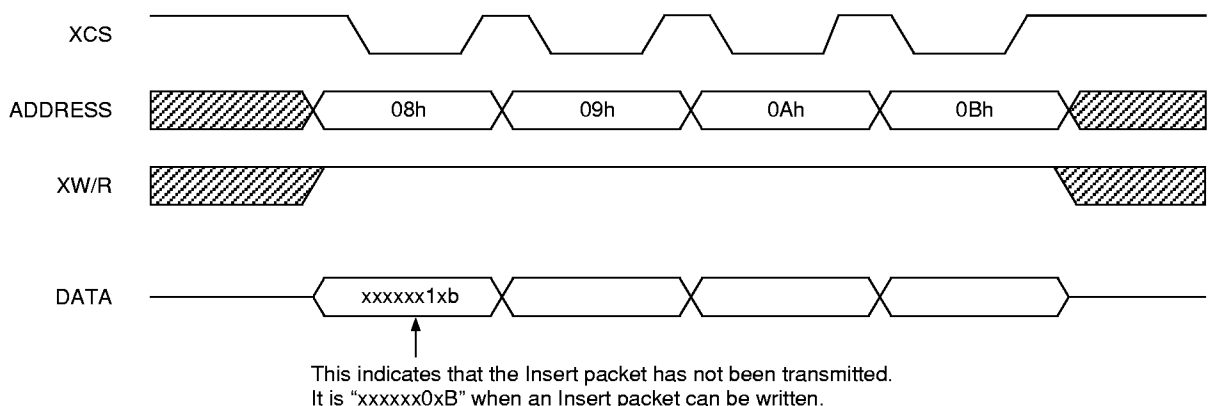 XCS
ADDRESS
08h
09h
0Ah
0Bh
XW/R
DATA
xxxxxx1xb
This indicates that the Insert packet has not been transmitted.
It is “xxxxxx0xB” when an Insert packet can be written.